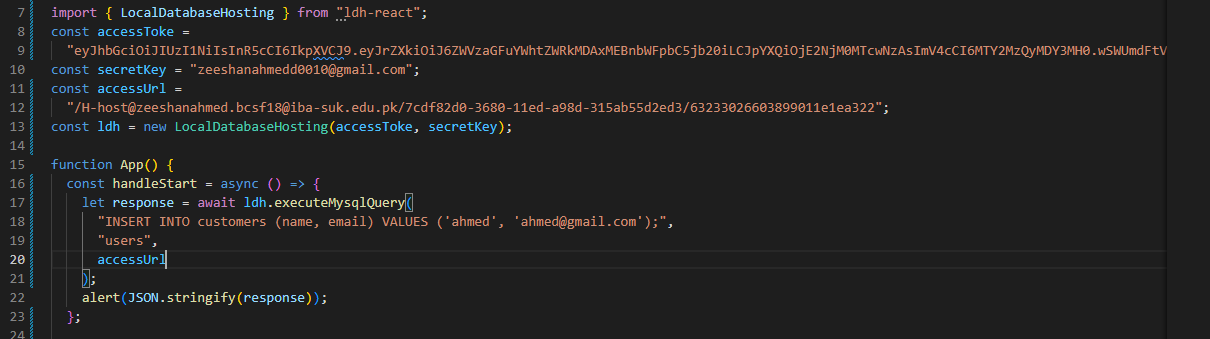 7 import { LocalDatabaseHosting } from "ldh-react";
8 const accessToke =
9 "eyJhbGciOiJIUzI1NiIsInR5cCI6IkpXVCJ9.eyJrZXkiOiJ6ZWVzaGFuYWhtZWRkMDAxMEBnbWFpbC5jb20iLCJpYXQiOjE2NjM0MTcwNzAsImV4cCI6MTY2MzQyMDY3MH0.wSWUmdFtV
10 const secretKey = "zeeshanahmedd0010@gmail.com";
11 const accessUrl =
12 "/H-host@zeeshanahmed.bcsf18@iba-suk.edu.pk/7cdf82d0-3680-11ed-a98d-315ab55d2ed3/63233026603899011e1ea322";
13 const ldh = new LocalDatabaseHosting(accessToke, secretKey);
14
15 function App() {
16 const handleStart = async () => {
17 let response = await ldh.executeMysqlQuery(
18 "INSERT INTO customers (name, email) VALUES ('ahmed', 'ahmed@gmail.com');",
19 "users",
20 accessUrl
21 );
22 alert(JSON.stringify(response));
23 };
24